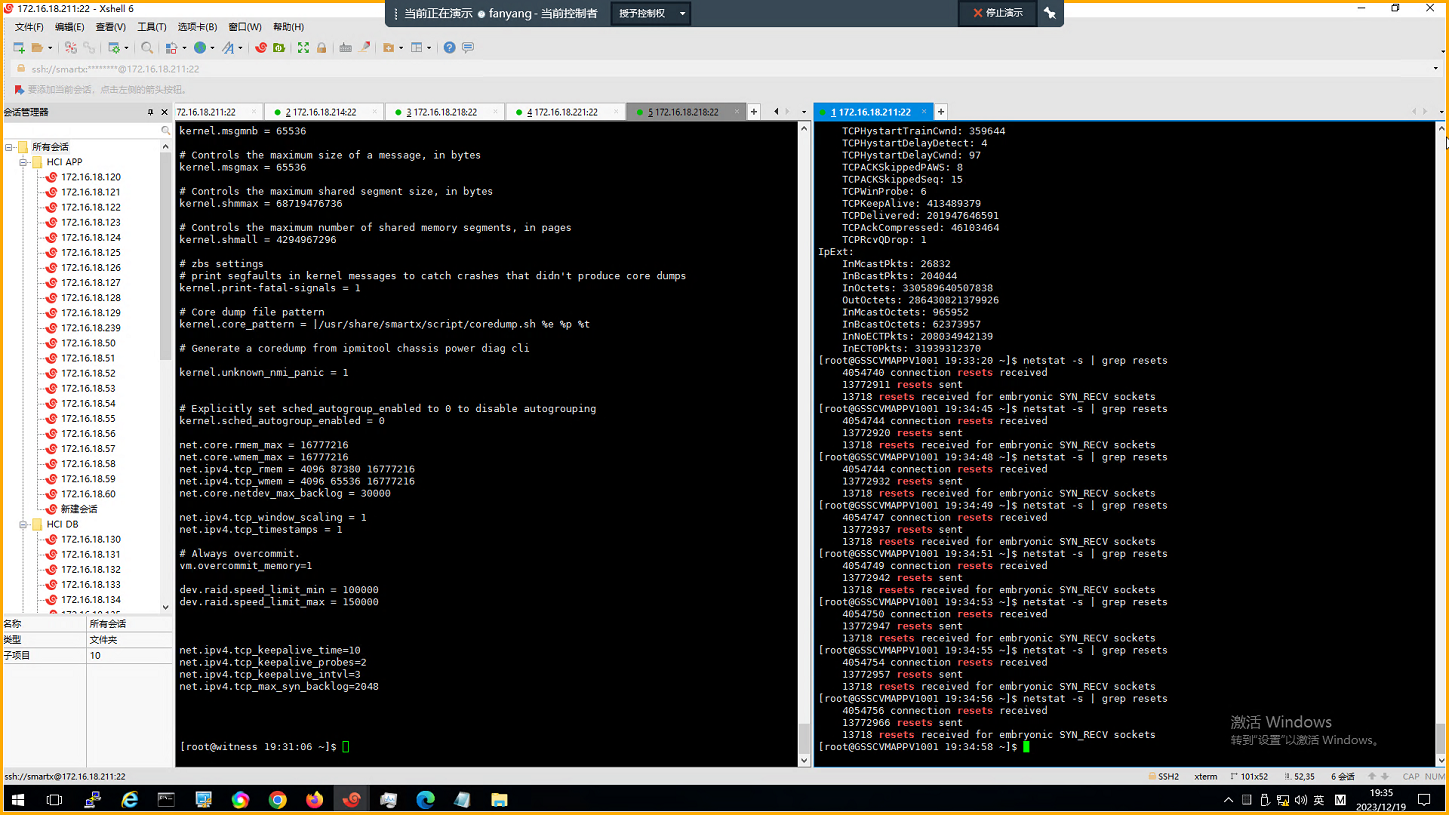 172.16.18.211:22 - Xshell 6
当前正在演示 fanyang - 当前控制者
授予控制权
停止演示
文件(F) 编辑(E) 查看(V) 工具(T) 选项卡(B) 窗口(W) 帮助(H)
ssh://smartx:********@172.16.18.211:22
要添加当前会话，点击左侧的箭头按钮。
会话管理器
72.16.18.211:22
2 172.16.18.214:22
3 172.16.18.218:22
4 172.16.18.221:22
5 172.16.18.218:22
1 172.16.18.211:22
所有会话
HCI APP
172.16.18.120
172.16.18.121
172.16.18.122
172.16.18.123
172.16.18.124
172.16.18.125
172.16.18.126
172.16.18.127
172.16.18.128
172.16.18.129
172.16.18.239
172.16.18.50
172.16.18.51
172.16.18.52
172.16.18.53
172.16.18.54
172.16.18.55
172.16.18.56
172.16.18.57
172.16.18.58
172.16.18.59
172.16.18.60
新建会话
HCI DB
172.16.18.130
172.16.18.131
172.16.18.132
172.16.18.133
172.16.18.134
名称 所有会话
类型 文件夹
子项目 10
kernel.msgmnb = 65536
# Controls the maximum size of a message, in bytes
kernel.msgmax = 65536
# Controls the maximum shared segment size, in bytes
kernel.shmmax = 68719476736
# Controls the maximum number of shared memory segments, in pages
kernel.shmall = 4294967296
# zbs settings
# print segfaults in kernel messages to catch crashes that didn't produce core dumps
kernel.print-fatal-signals = 1
# Core dump file pattern
kernel.core_pattern = |/usr/share/smartx/script/coredump.sh %e %p %t
# Generate a coredump from ipmitool chassis power diag cli
kernel.unknown_nmi_panic = 1
# Explicitly set sched_autogroup_enabled to 0 to disable autogrouping
kernel.sched_autogroup_enabled = 0
net.core.rmem_max = 16777216
net.core.wmem_max = 16777216
net.ipv4.tcp_rmem = 4096 87380 16777216
net.ipv4.tcp_wmem = 4096 65536 16777216
net.core.netdev_max_backlog = 30000
net.ipv4.tcp_window_scaling = 1
net.ipv4.tcp_timestamps = 1
# Always overcommit.
vm.overcommit_memory=1
dev.raid.speed_limit_min = 100000
dev.raid.speed_limit_max = 150000
net.ipv4.tcp_keepalive_time=10
net.ipv4.tcp_keepalive_probes=2
net.ipv4.tcp_keepalive_intvl=3
net.ipv4.tcp_max_syn_backlog=2048
[root@witness 19:31:06 ~]$
TCPHystartTrainCwnd: 359644
TCPHystartDelayDetect: 4
TCPHystartDelayCwnd: 97
TCPACKSkippedPAWS: 8
TCPACKSkippedSeq: 15
TCPWinProbe: 6
TCPKeepAlive: 413489379
TCPDelivered: 201947646591
TCPAckCompressed: 46103464
TCPRcvQDrop: 1
IpExt:
InMcastPkts: 26832
InBcastPkts: 204044
InOctets: 330589640507838
OutOctets: 286430821379926
InMcastOctets: 965952
InBcastOctets: 62373957
InNoECTPkts: 208034942139
InECT0Pkts: 31939312370
[root@GSSCVMAPPV1001 19:33:20 ~]$ netstat -s | grep resets
4054740 connection resets received
13772911 resets sent
13718 resets received for embryonic SYN_RECV sockets
[root@GSSCVMAPPV1001 19:34:45 ~]$ netstat -s | grep resets
4054744 connection resets received
13772920 resets sent
13718 resets received for embryonic SYN_RECV sockets
[root@GSSCVMAPPV1001 19:34:48 ~]$ netstat -s | grep resets
4054744 connection resets received
13772932 resets sent
13718 resets received for embryonic SYN_RECV sockets
[root@GSSCVMAPPV1001 19:34:49 ~]$ netstat -s | grep resets
4054747 connection resets received
13772937 resets sent
13718 resets received for embryonic SYN_RECV sockets
[root@GSSCVMAPPV1001 19:34:51 ~]$ netstat -s | grep resets
4054749 connection resets received
13772942 resets sent
13718 resets received for embryonic SYN_RECV sockets
[root@GSSCVMAPPV1001 19:34:53 ~]$ netstat -s | grep resets
4054750 connection resets received
13772947 resets sent
13718 resets received for embryonic SYN_RECV sockets
[root@GSSCVMAPPV1001 19:34:55 ~]$ netstat -s | grep resets
4054754 connection resets received
13772957 resets sent
13718 resets received for embryonic SYN_RECV sockets
[root@GSSCVMAPPV1001 19:34:56 ~]$ netstat -s | grep resets
4054756 connection resets received
13772966 resets sent
13718 resets received for embryonic SYN_RECV sockets
[root@GSSCVMAPPV1001 19:34:58 ~]$
激活 Windows
转到"设置"以激活 Windows。
ssh://smartx@172.16.18.211:22
SSH2 xterm 101x52 52,35 6 会话 CAP NUM
英 M
19:35
2023/12/19